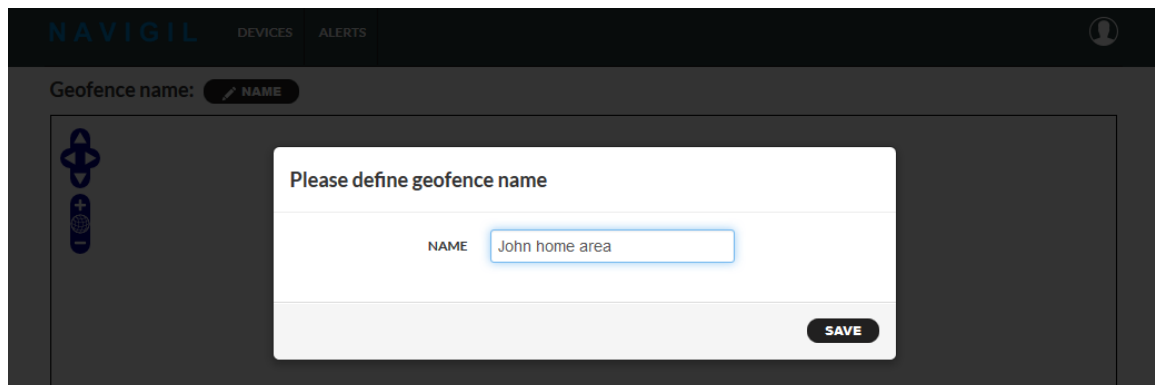 NAVIGIL DEVICES ALERTS
Geofence name: NAME
Please define geofence name
NAME John home area
SAVE